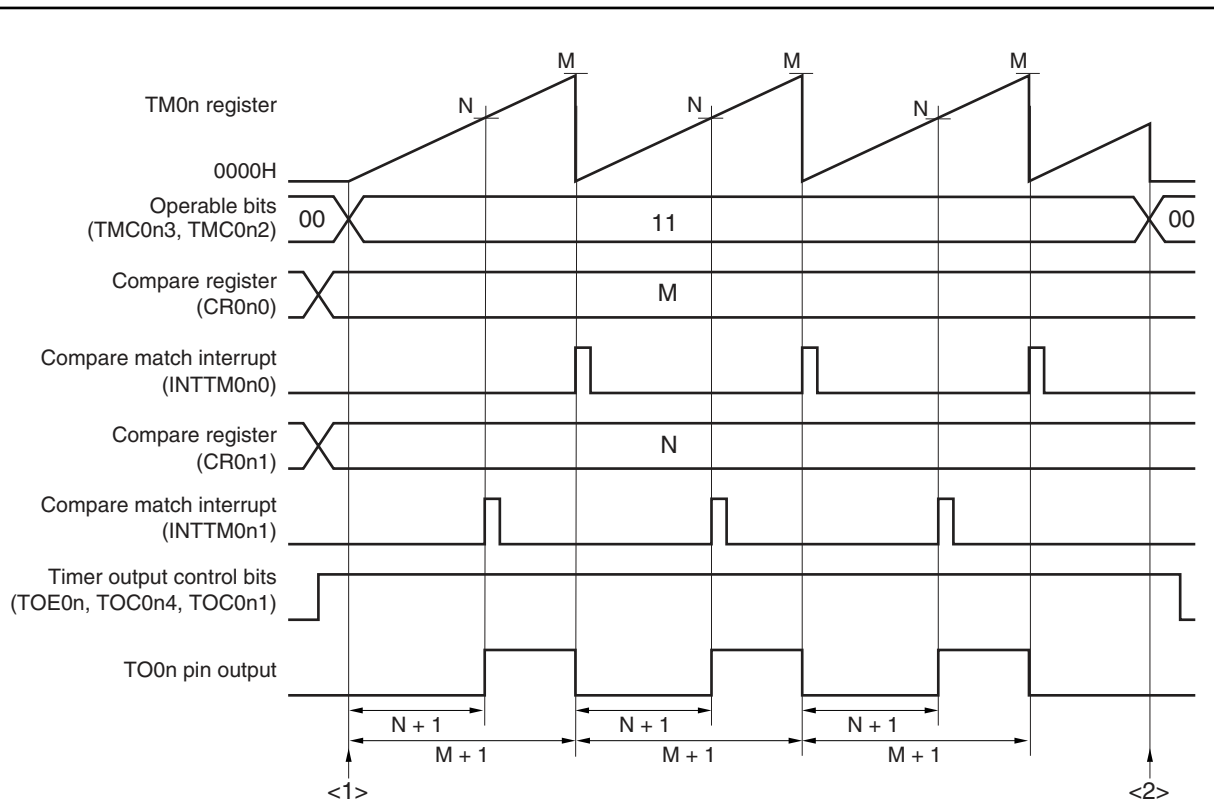 M
M
M
TM0n register
N
N
N
0000H
Operable bits
(TMC0n3, TMC0n2)
00
11
00
Compare register
(CR0n0)
M
Compare match interrupt
(INTTM0n0)
Compare register
(CR0n1)
N
Compare match interrupt
(INTTM0n1)
Timer output control bits
(TOE0n, TOC0n4, TOC0n1)
TO0n pin output
N + 1
N + 1
N + 1
M + 1
M + 1
M + 1
<1>
<2>